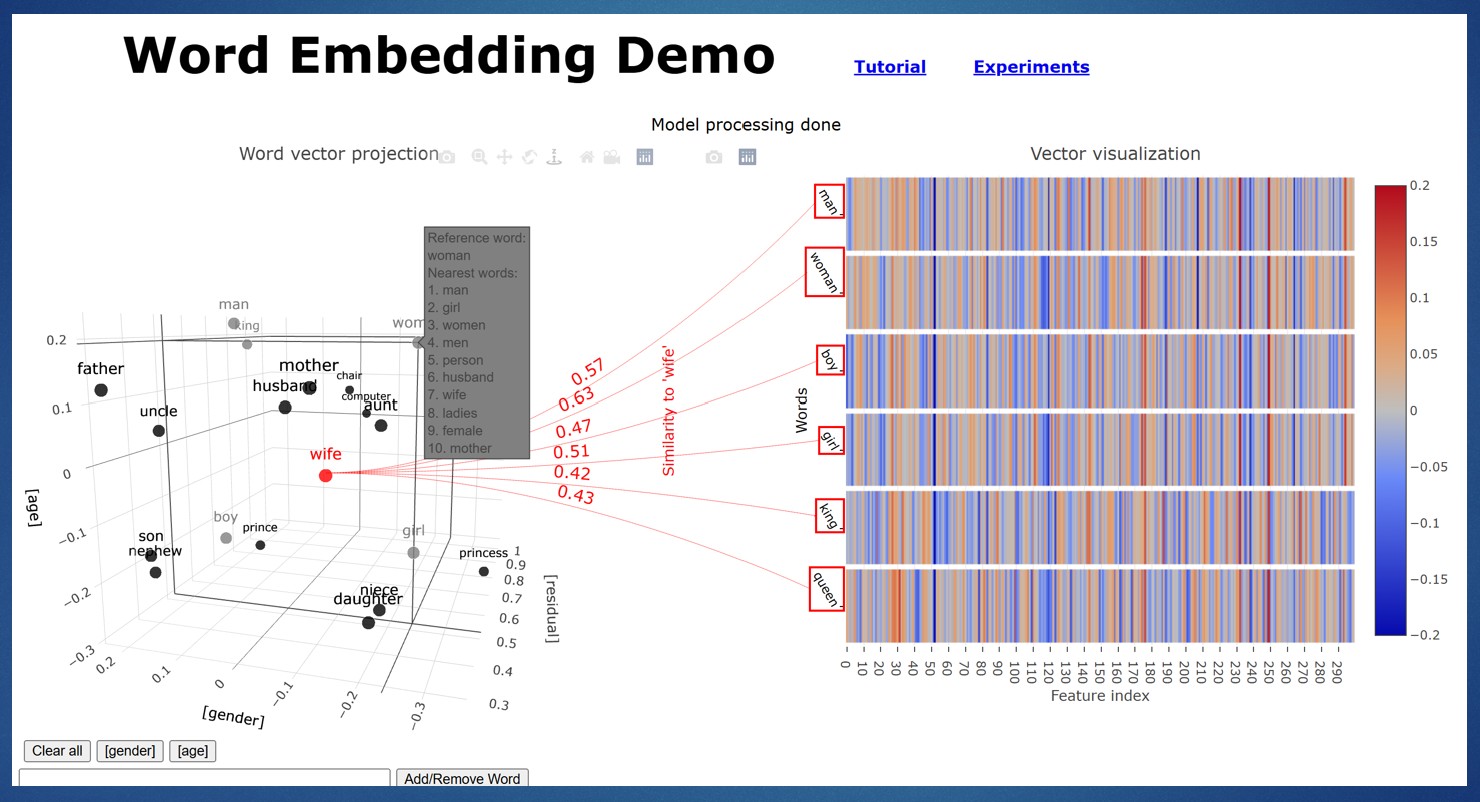 Word Embedding Demo
Tutorial
Experiments
Model processing done
Word vector projection
Vector visualization
Reference word:
woman
Nearest words:
1. man
2. girl
3. women
4. men
5. person
6. husband
7. wife
8. ladies
9. female
10. mother
man
king
wom
father
mother
chair
husband
computer
aunt
uncle
wife
boy
prince
girl
princess
son
nephew
niece
daughter
0.2
0.1
0
−0.1
−0.2
−0.3
[age]
0.2
0.1
0
−0.1
−0.2
−0.3
[gender]
1
0.9
0.8
0.7
0.6
0.5
0.4
0.3
[residual]
0.57
0.63
0.47
0.51
0.42
0.43
Similarity to 'wife'
Words
man
woman
boy
girl
king
queen
0 10 20 30 40 50 60 70 80 90 100 110 120 130 140 150 160 170 180 190 200 210 220 230 240 250 260 270 280 290
Feature index
0.2
0.15
0.1
0.05
0
−0.05
−0.1
−0.15
−0.2
Clear all
[gender]
[age]
Add/Remove Word